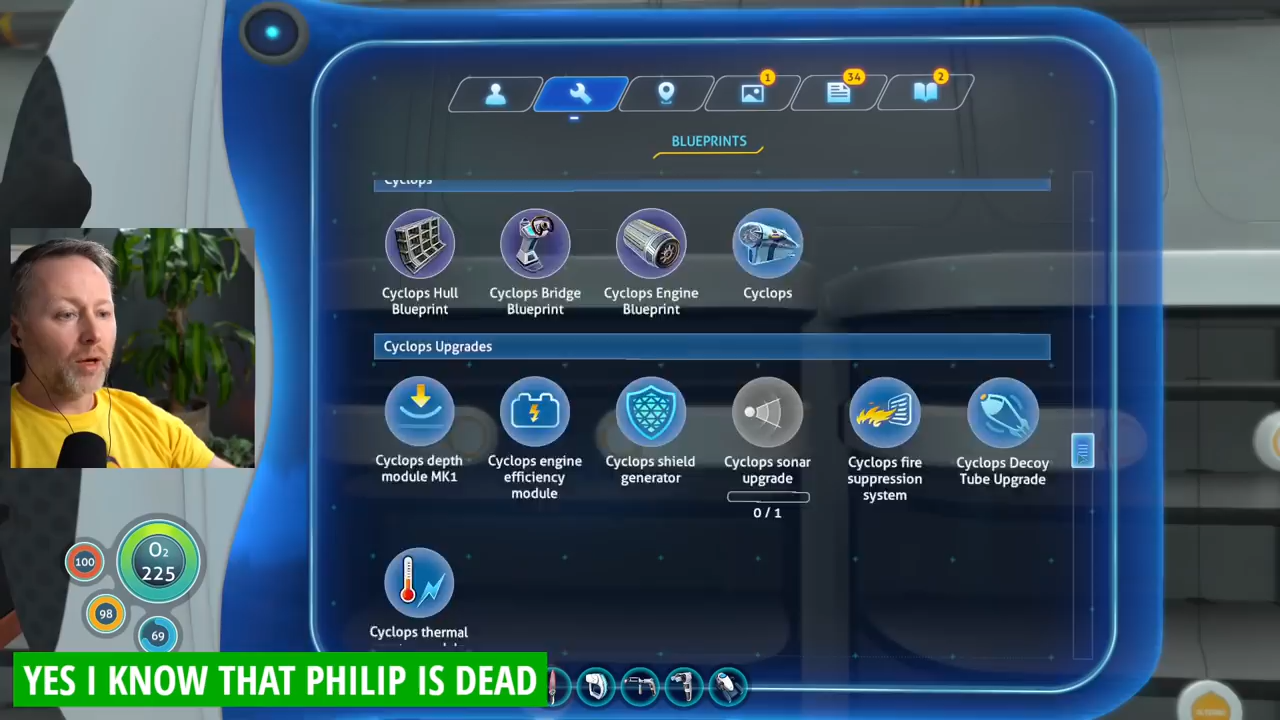 1
34
2
BLUEPRINTS
Cyclops
Cyclops Hull
Blueprint
Cyclops Bridge
Blueprint
Cyclops Engine
Blueprint
Cyclops
Cyclops Upgrades
Cyclops depth
module MK1
Cyclops engine
efficiency
module
Cyclops shield
generator
Cyclops sonar
upgrade
0 / 1
Cyclops fire
suppression
system
Cyclops Decoy
Tube Upgrade
Cyclops thermal
O₂
225
100
98
69
YES I KNOW THAT PHILIP IS DEAD